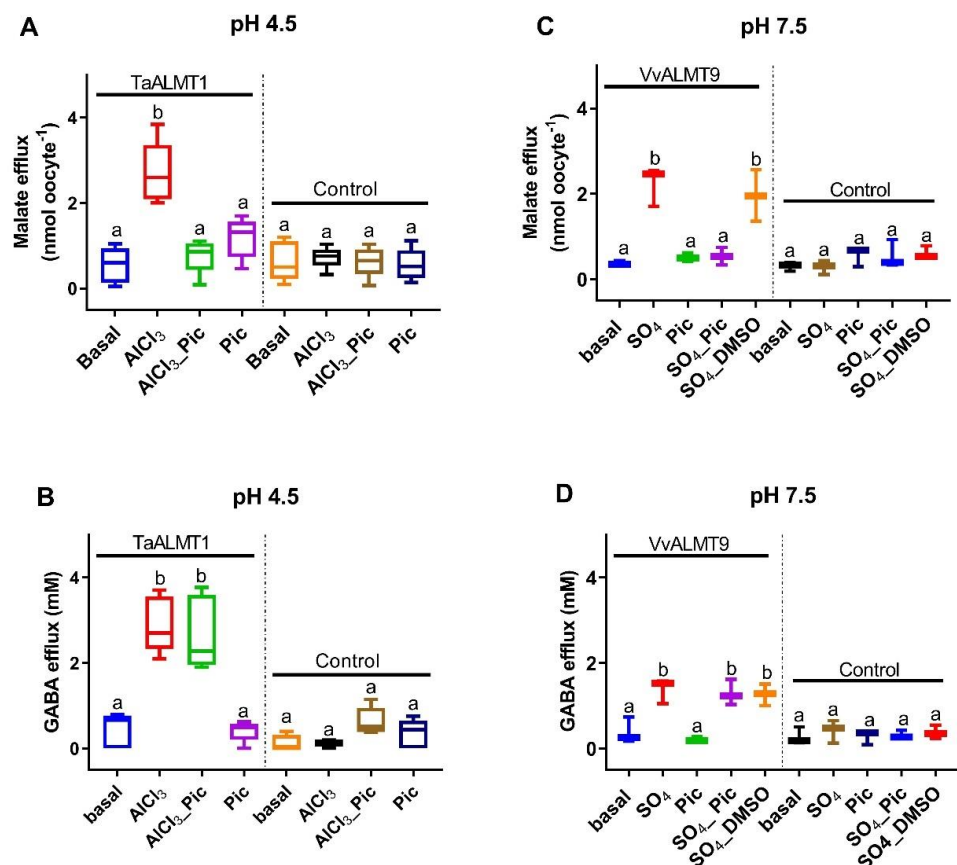 A
pH 4.5
TaALMT1
Control
Malate efflux
(nmol oocyte⁻¹)
4
2
0
a b a a a a a a
Basal
AlCl₃
AlCl₃_Pic
Pic
Basal
AlCl₃
AlCl₃_Pic
Pic
C
pH 7.5
VvALMT9
Control
Malate efflux
(nmol oocyte⁻¹)
4
2
0
a b a a b a a a a a
basal
SO₄
Pic
SO₄_Pic
SO₄_DMSO
basal
SO₄
Pic
SO₄_Pic
SO₄_DMSO
B
pH 4.5
TaALMT1
Control
GABA efflux (mM)
4
2
0
a b b a a a a a
basal
AlCl₃
AlCl₃_Pic
Pic
basal
AlCl₃
AlCl₃_Pic
Pic
D
pH 7.5
VvALMT9
Control
GABA efflux (mM)
4
2
0
a b a b b a a a a a
basal
SO₄
Pic
SO₄_Pic
SO₄_DMSO
basal
SO₄
Pic
SO₄_Pic
SO4_DMSO